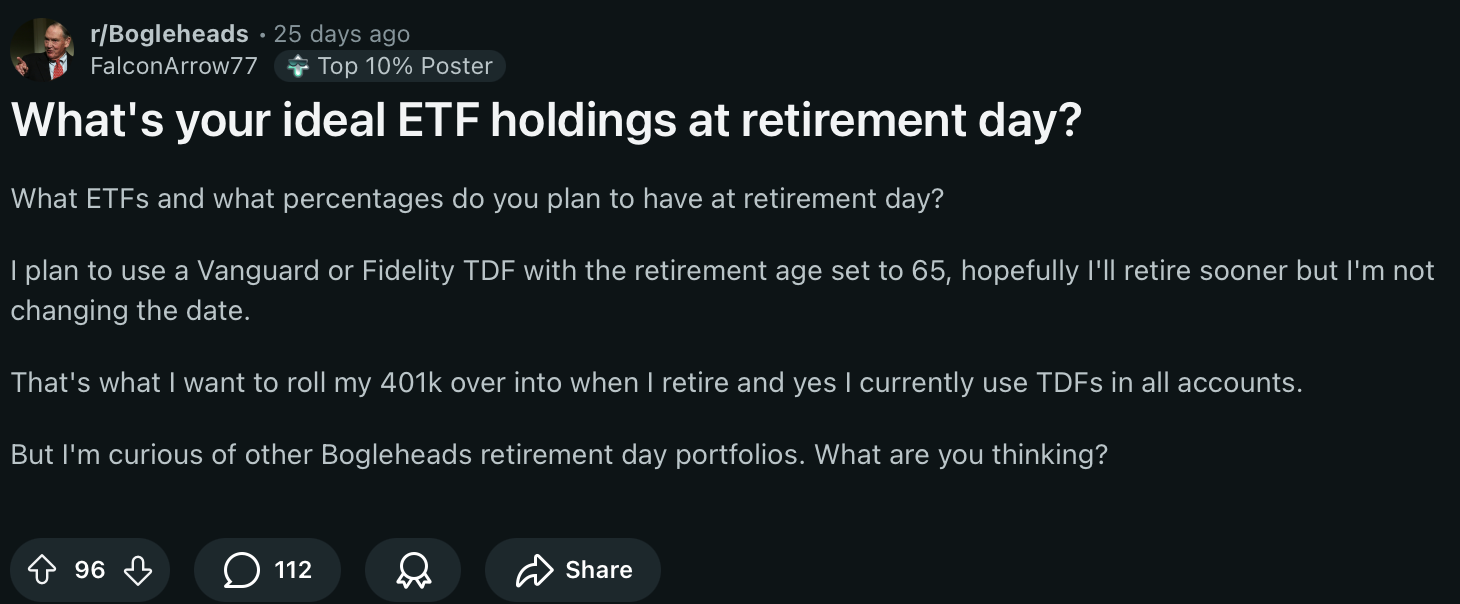 r/Bogleheads • 25 days ago
FalconArrow77 Top 10% Poster
What's your ideal ETF holdings at retirement day?
What ETFs and what percentages do you plan to have at retirement day?
I plan to use a Vanguard or Fidelity TDF with the retirement age set to 65, hopefully I'll retire sooner but I'm not
changing the date.
That's what I want to roll my 401k over into when I retire and yes I currently use TDFs in all accounts.
But I'm curious of other Bogleheads retirement day portfolios. What are you thinking?
96 112 Share